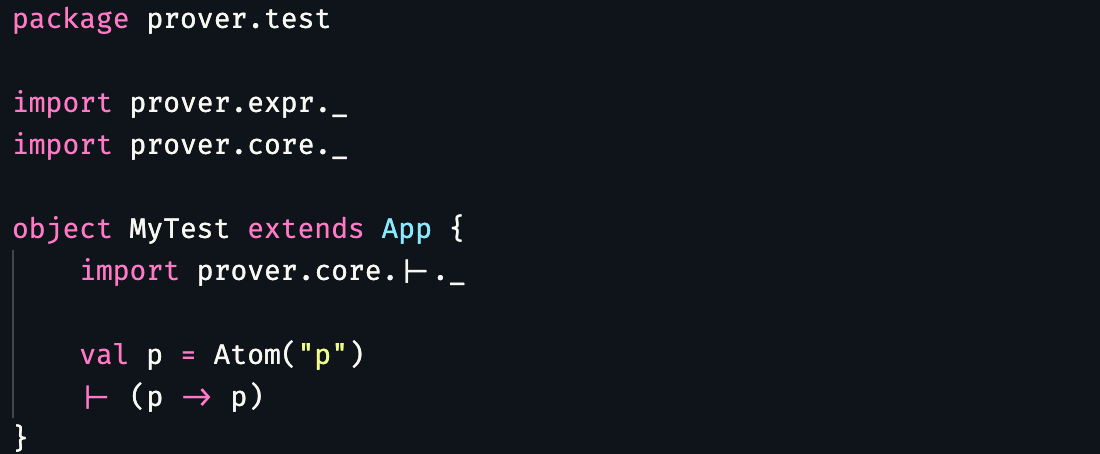 package prover.test
import prover.expr._
import prover.core._
object MyTest extends App {
import prover.core.|-._
val p = Atom("p")
|- (p -> p)
}